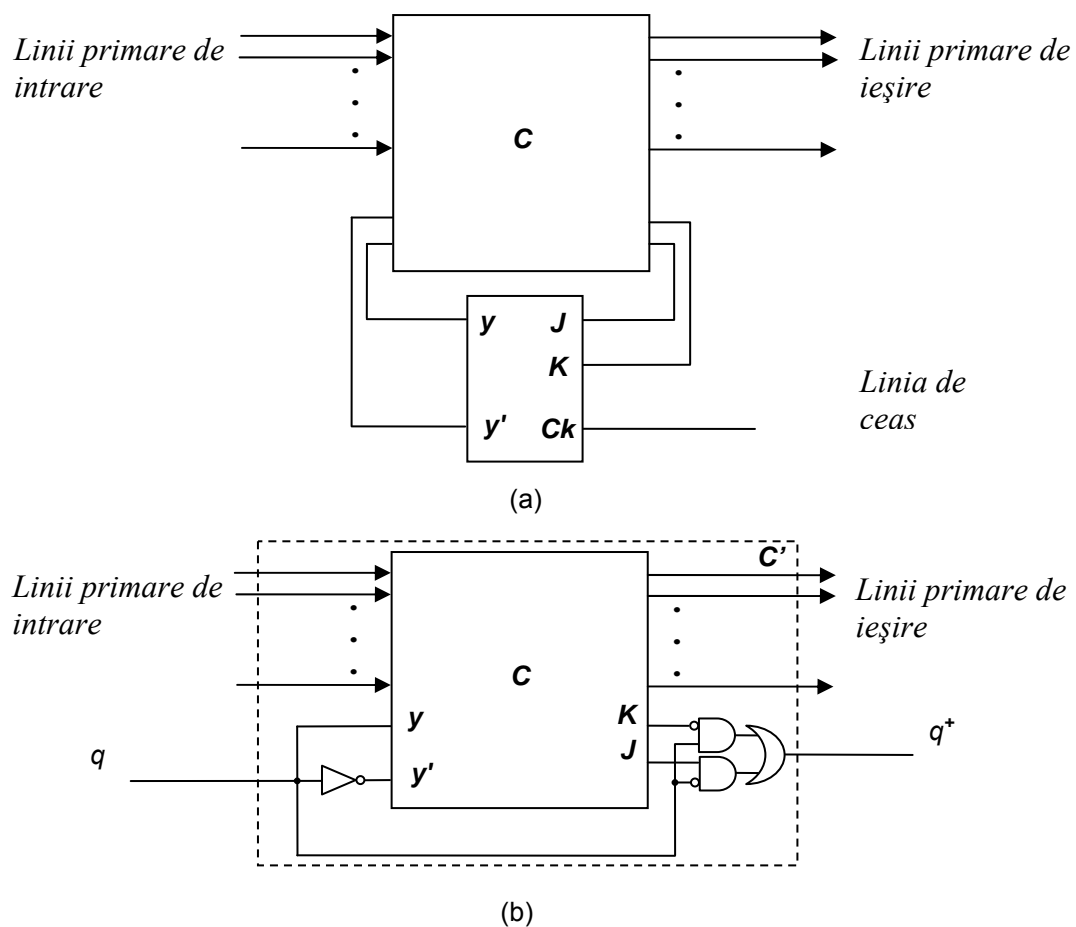 Linii primare de
intrare
C
Linii primare de
ieşire
y J
K
y' Ck
Linia de
ceas
(a)
C'
Linii primare de
intrare
Linii primare de
ieşire
C
y K
J
q q⁺
y'
(b)